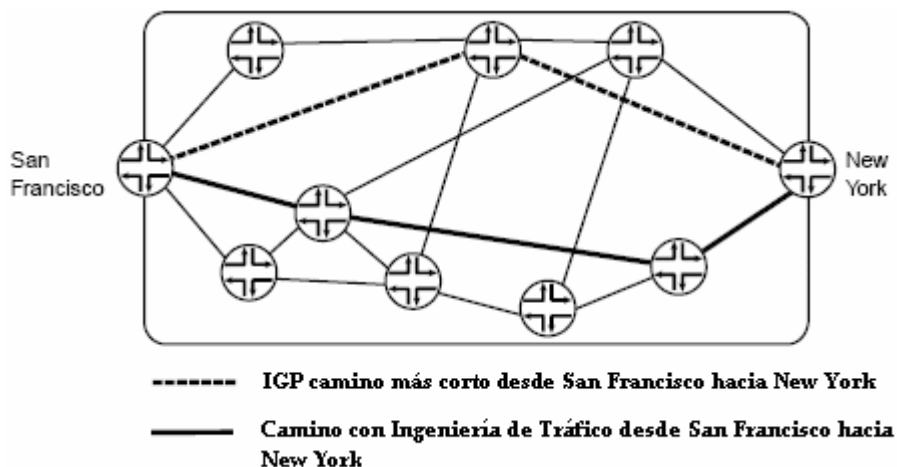 San
Francisco
New
York
IGP camino más corto desde San Francisco hacia New York
Camino con Ingeniería de Tráfico desde San Francisco hacia
New York